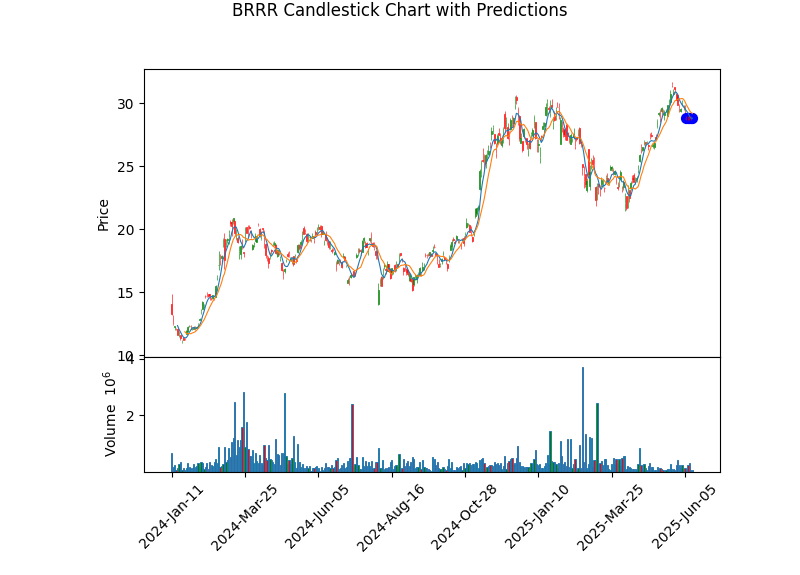 BRRR Candlestick Chart with Predictions
Price
30
25
20
15
10
Volume 10^6
4
2
2024-Jan-11
2024-Mar-25
2024-Jun-05
2024-Aug-16
2024-Oct-28
2025-Jan-10
2025-Mar-25
2025-Jun-05